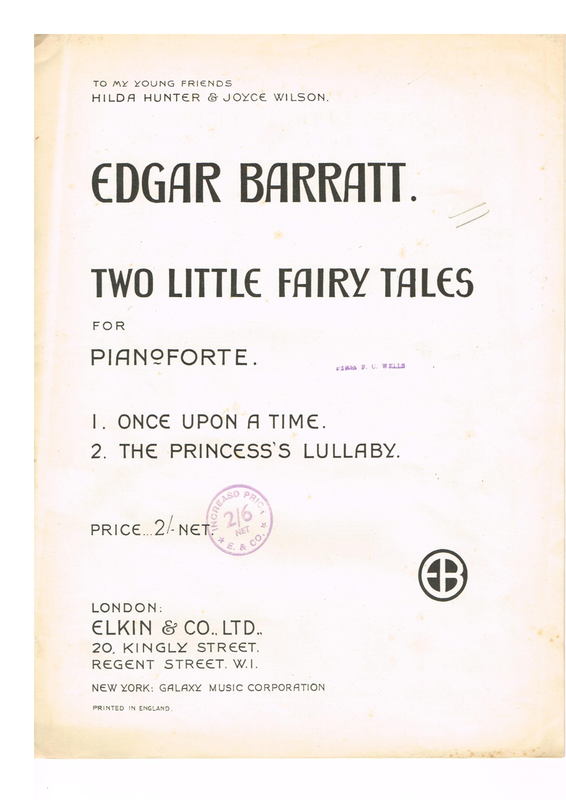 TO MY YOUNG FRIENDS
HILDA HUNTER & JOYCE WILSON.
EDGAR BARRATT.
TWO LITTLE FAIRY TALES
FOR
PIANOFORTE.
F. C. WELLS
1. ONCE UPON A TIME.
2. THE PRINCESS'S LULLABY.
PRICE...2/-NET.
INCREASD PRICE
2/6
NET
* E. & CO. *
EB
LONDON:
ELKIN & CO., LTD.,
20, KINGLY STREET.
REGENT STREET. W.1.
NEW YORK: GALAXY MUSIC CORPORATION
PRINTED IN ENGLAND.